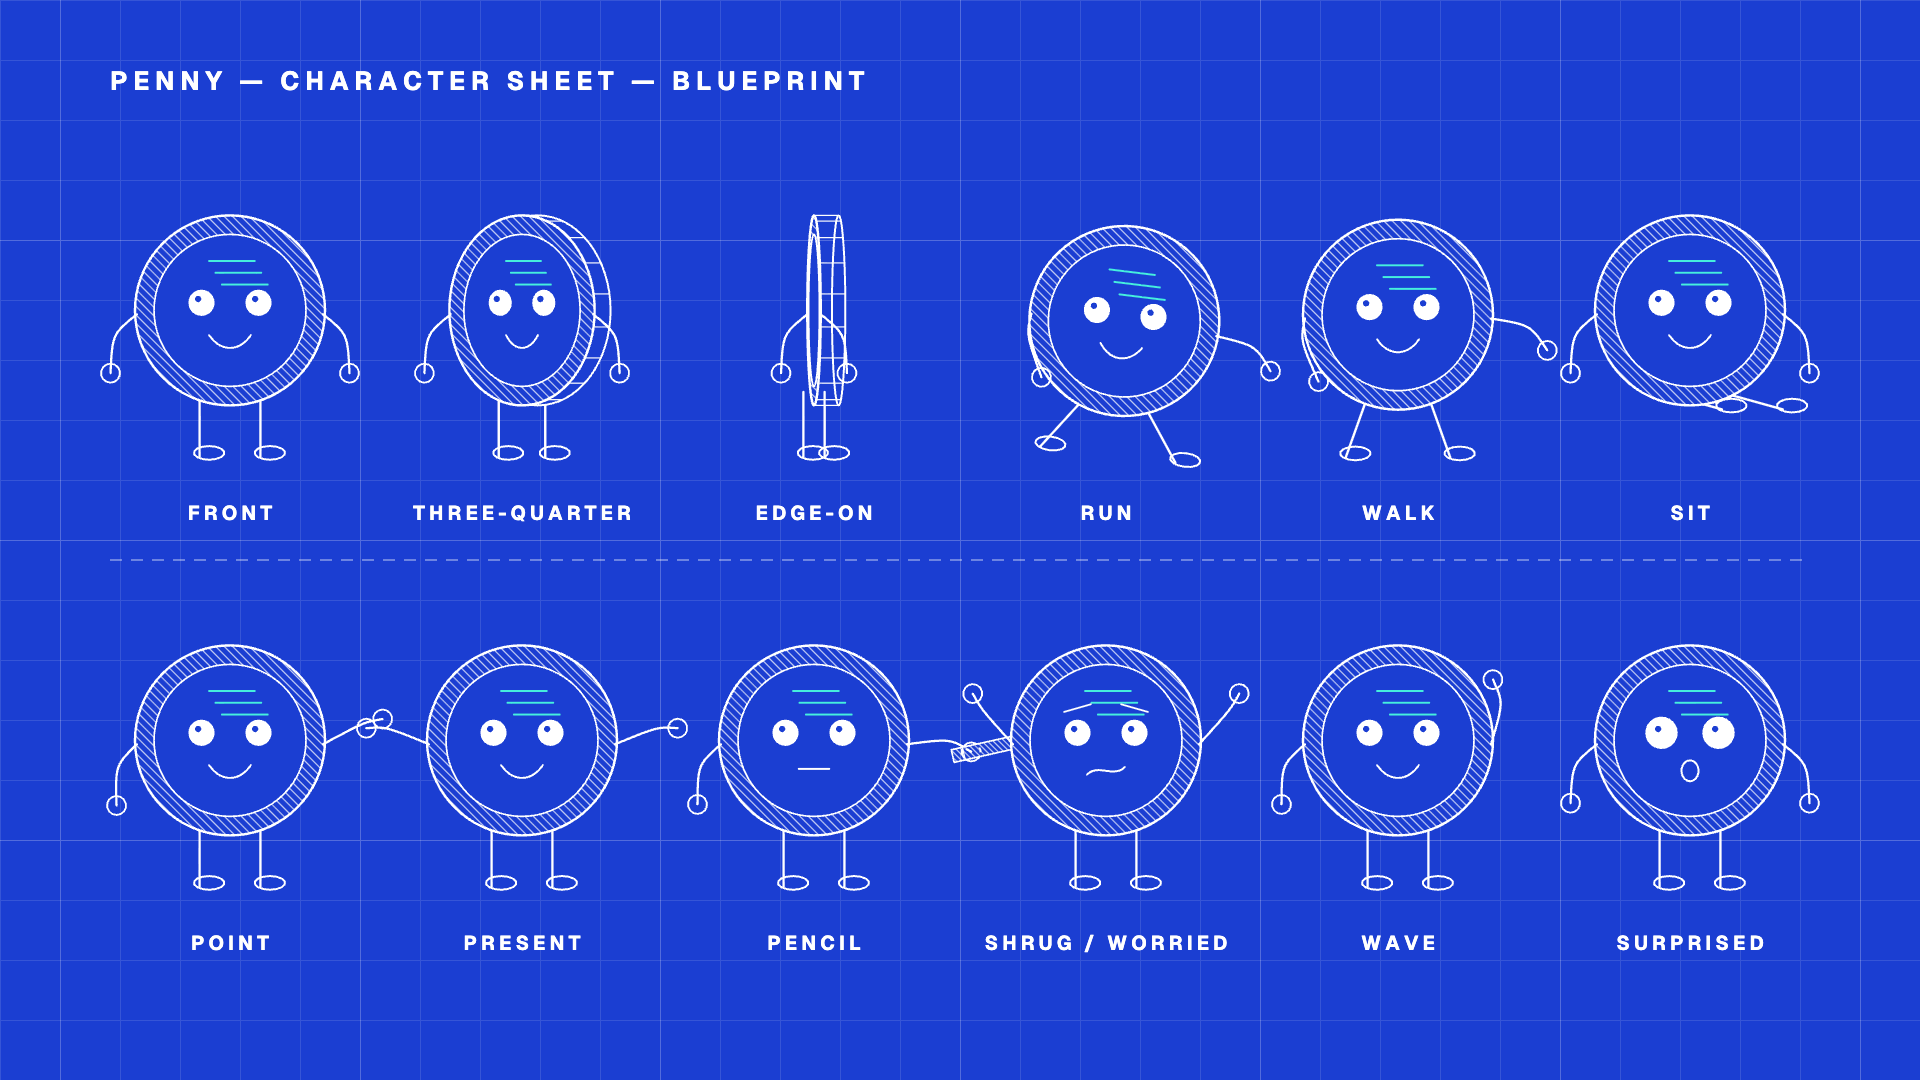 PENNY — CHARACTER SHEET — BLUEPRINT
FRONT
THREE-QUARTER
EDGE-ON
RUN
WALK
SIT
POINT
PRESENT
PENCIL
SHRUG / WORRIED
WAVE
SURPRISED